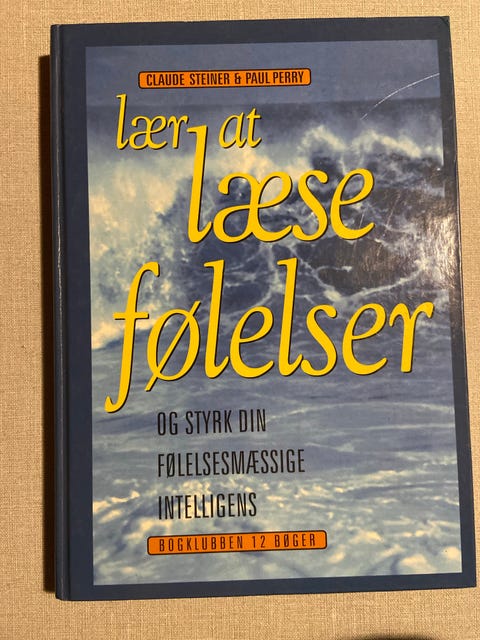 CLAUDE STEINER & PAUL PERRY
lær at
læse
følelser
OG STYRK DIN
FØLELSESMÆSSIGE
INTELLIGENS
BOGKLUBBEN 12 BØGER